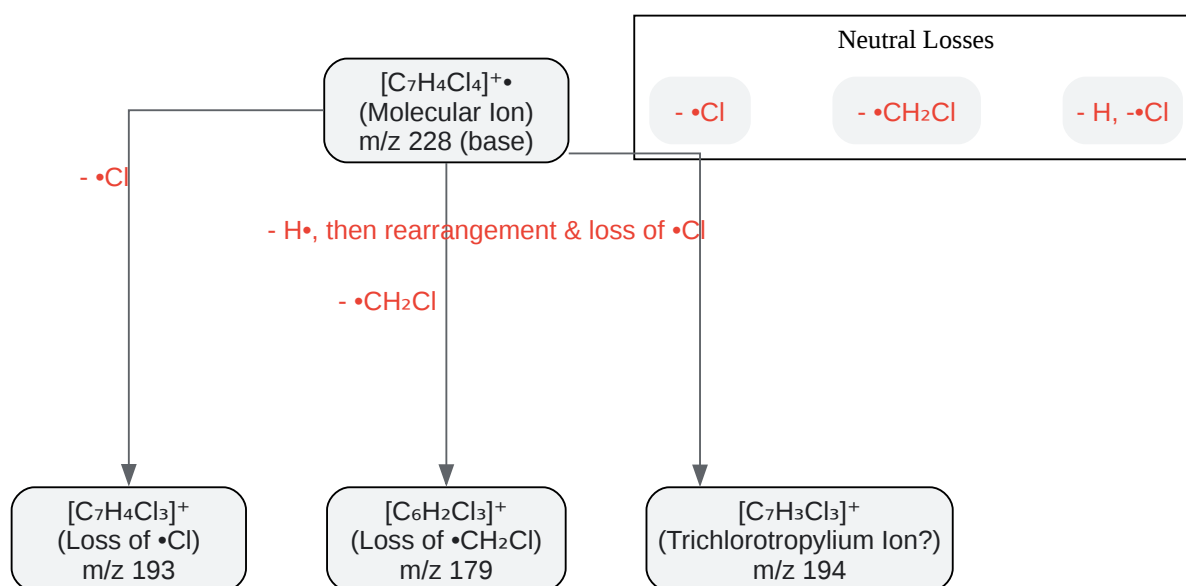 Neutral Losses
- •Cl
- •CH₂Cl
- H, -•Cl
[C₇H₄Cl₄]⁺•
(Molecular Ion)
m/z 228 (base)
- •Cl
- H•, then rearrangement & loss of •Cl
- •CH₂Cl
[C₇H₄Cl₃]⁺
(Loss of •Cl)
m/z 193
[C₆H₂Cl₃]⁺
(Loss of •CH₂Cl)
m/z 179
[C₇H₃Cl₃]⁺
(Trichlorotropylium Ion?)
m/z 194